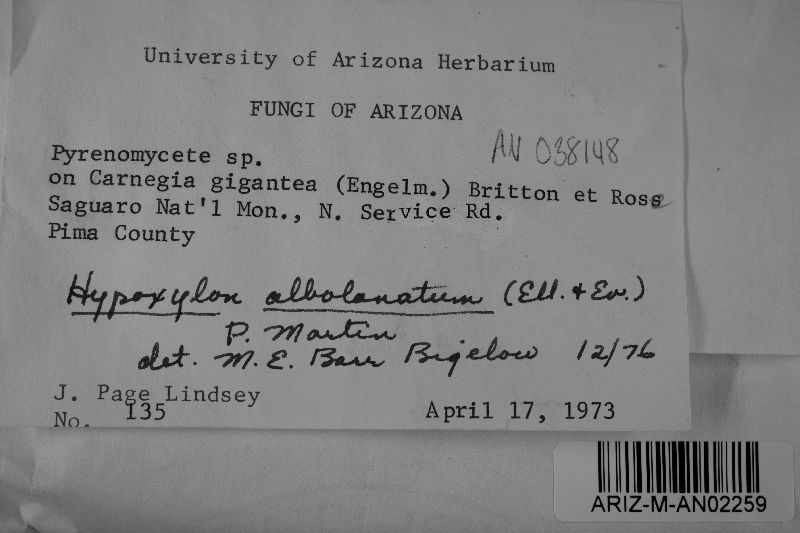 University of Arizona Herbarium
FUNGI OF ARIZONA
AN 038148
Pyrenomycete sp.
on Carnegia gigantea (Engelm.) Britton et Rose
Saguaro Nat'l Mon., N. Service Rd.
Pima County
Hypoxylon albolanatum (Ell. & Ev.)
P. Martin
det. M. E. Barr Bigelow 12/76
J. Page Lindsey
No. 135
April 17, 1973
ARIZ-M-AN02259